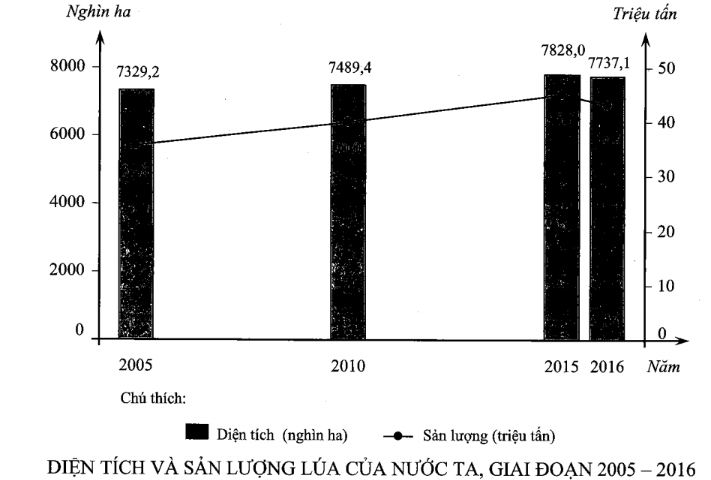 Nghìn ha
Triệu tấn
7329,2
7489,4
7828,0
7737,1
8000
6000
4000
2000
0
50
40
30
20
10
0
2005
2010
2015
2016
Năm
Chú thích:
Diện tích (nghìn ha)
Sản lượng (triệu tấn)
DIỆN TÍCH VÀ SẢN LƯỢNG LÚA CỦA NƯỚC TA, GIAI ĐOẠN 2005 – 2016